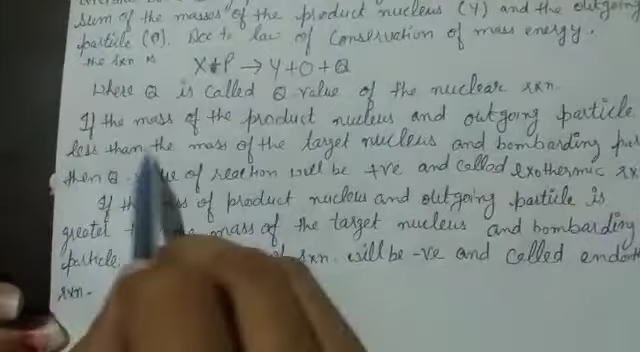 sum of the masses of the product nucleus (Y) and the outgoing
particle (O). Acc to law of conservation of mass energy.
the rxn is
X+P → Y+O+Q
Where Q is called Q value of the nuclear rxn.
If the mass of the product nucleus and outgoing particle
less than the mass of the target nucleus and bombarding
then Q of reaction will be +ve and called exothermic
If of product nucleus and outgoing particle is
greater mass of the target nucleus and bombarding
particle. rxn. will be -ve and called
rxn-